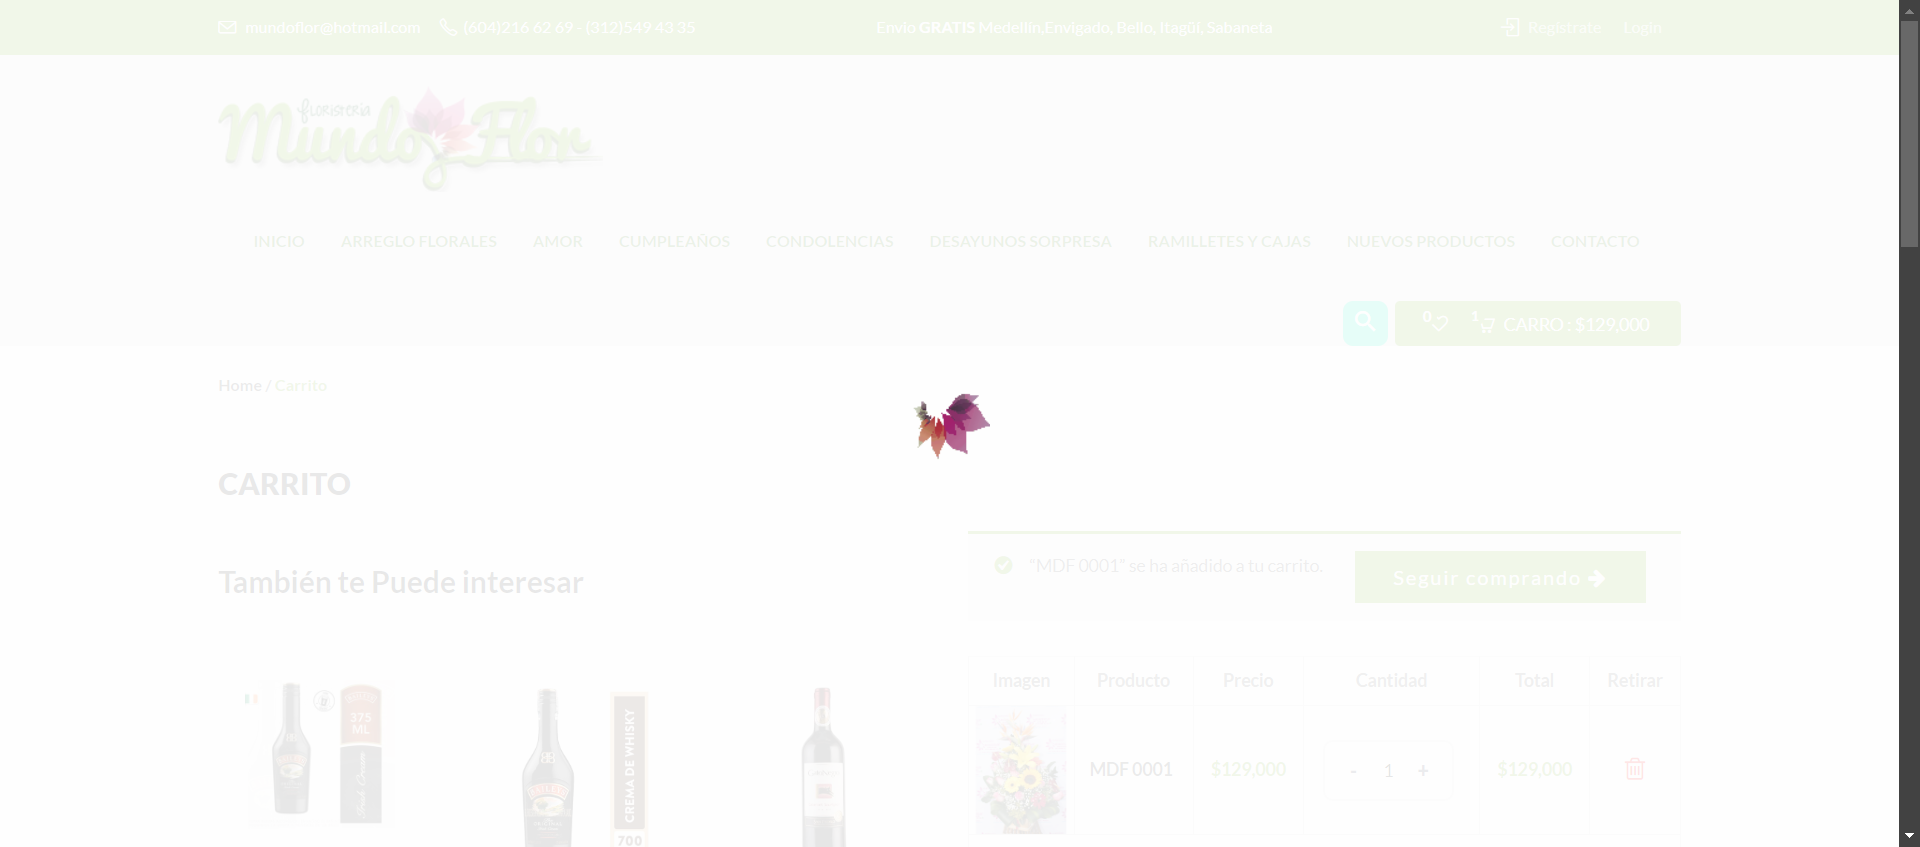 mundoflor@hotmail.com (604)216 62 69 - (312)549 43 35 Envio GRATIS Medellin,Envigado, Bello, Itagüí, Sabaneta Regístrate Login
floristería
Mundo Flor
INICIO ARREGLO FLORALES AMOR CUMPLEAÑOS CONDOLENCIAS DESAYUNOS SORPRESA RAMILLETES Y CAJAS NUEVOS PRODUCTOS CONTACTO
0 1 CARRO : $129,000
Home / Carrito
CARRITO
"MDF 0001" se ha añadido a tu carrito. Seguir comprando
También te Puede interesar
Imagen Producto Precio Cantidad Total Retirar
MDF 0001 $129,000 - 1 + $129,000
375
ML
CREMA DE WHISKY
700